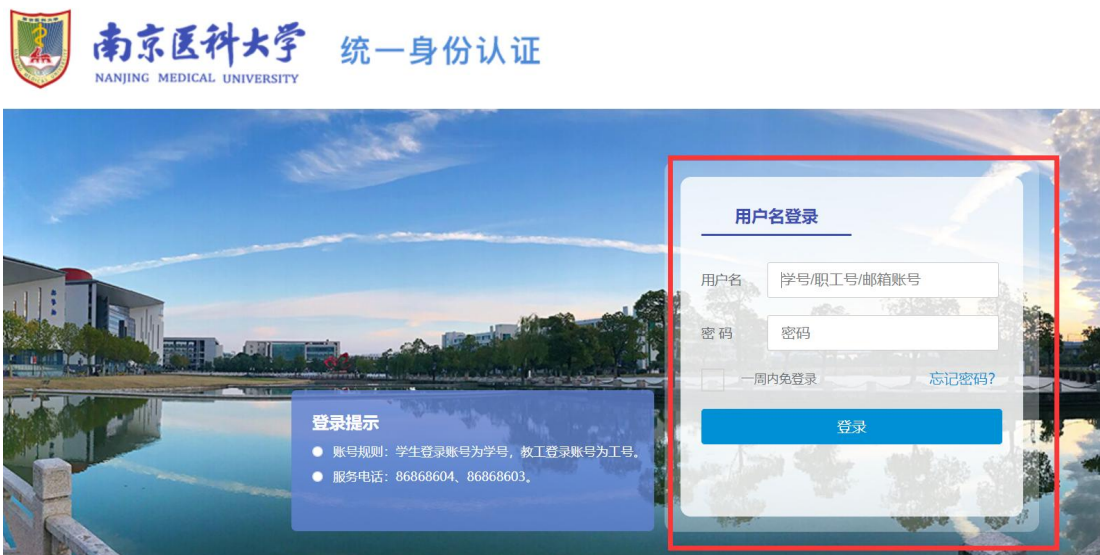 南京医科大学
NANJING MEDICAL UNIVERSITY
统一身份认证
用户名登录
用户名
学号/职工号/邮箱账号
密码
密码
一周内免登录
忘记密码?
登录
登录提示
账号规则：学生登录账号为学号，教工登录账号为工号。
服务电话：86868604、86868603。